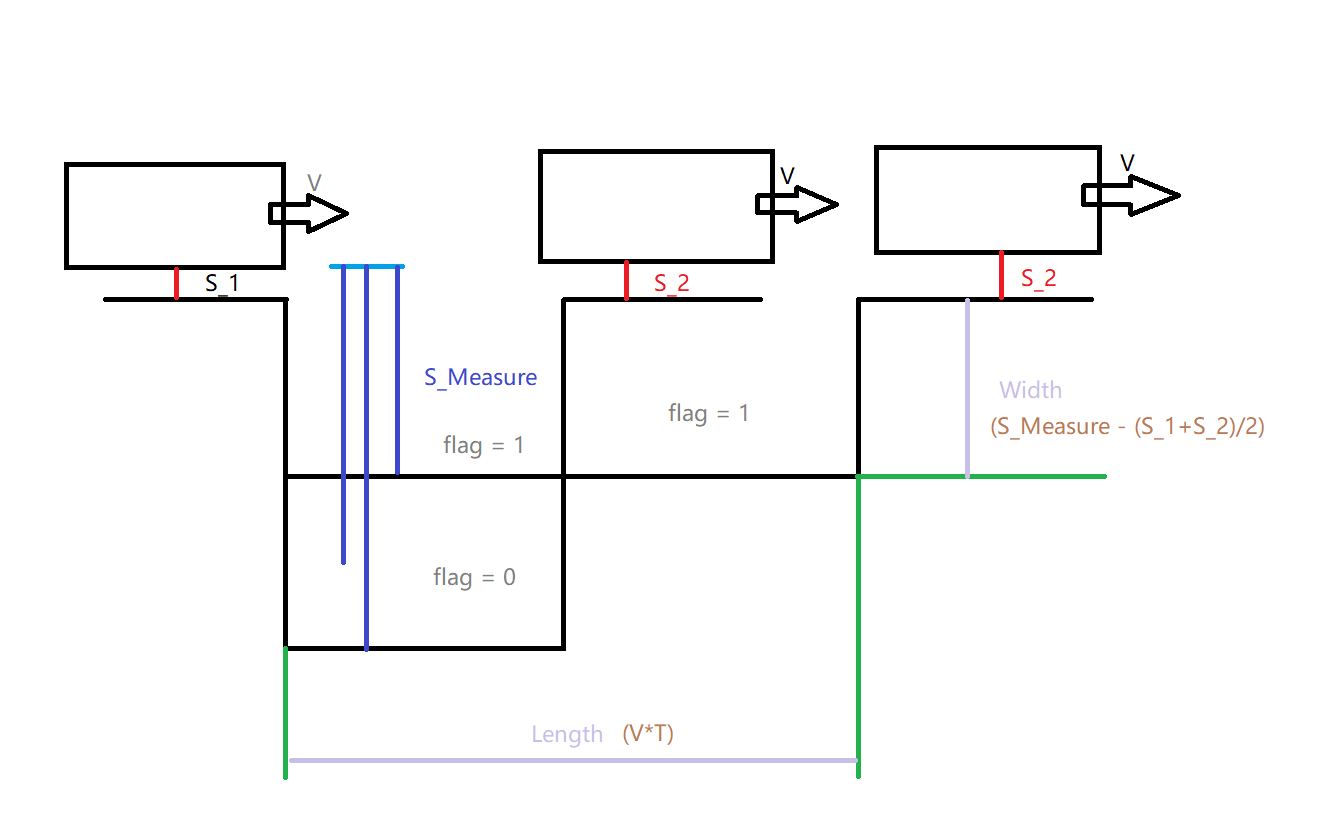 V
V
V
S_1
S_2
S_2
S_Measure
flag = 1
flag = 1
Width
(S_Measure - (S_1+S_2)/2)
flag = 0
Length (V*T)